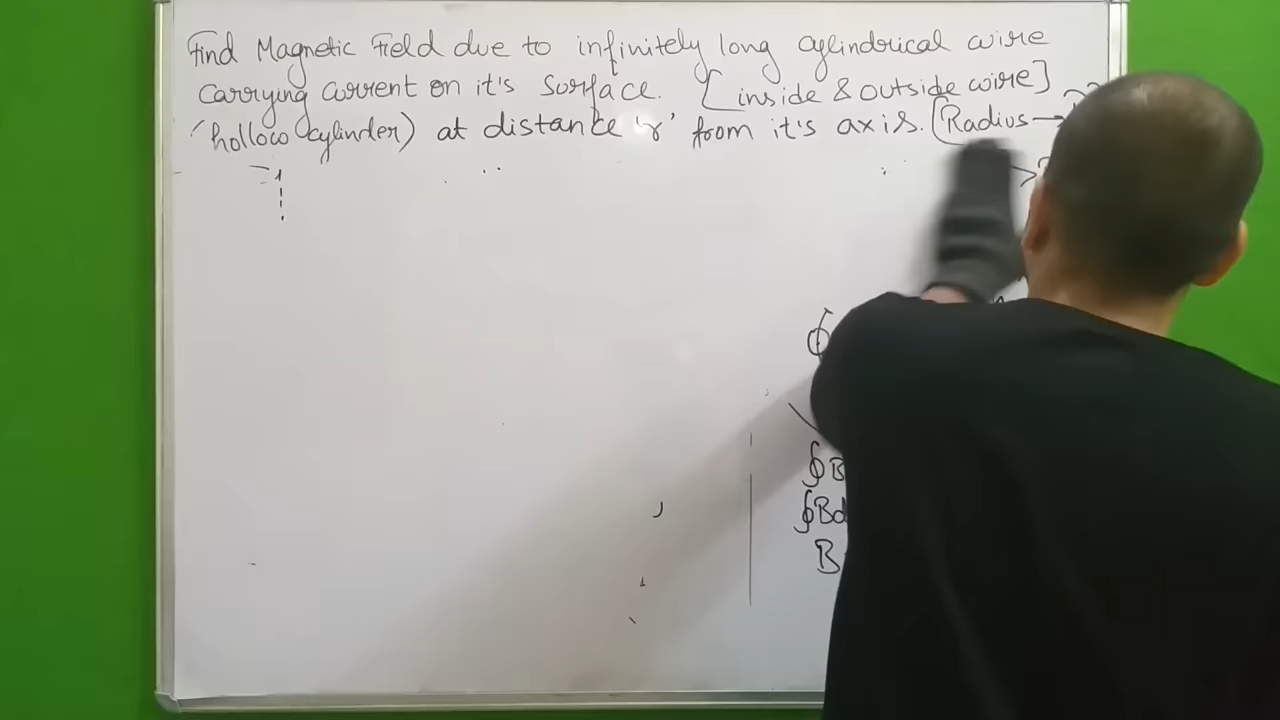 Find Magnetic Field due to infinitely long cylindrical wire
carrying current on it's surface. [inside & outside wire]
(hollow cylinder) at distance 'r' from it's axis. (Radius →
∮
∮B
∮Bd
B